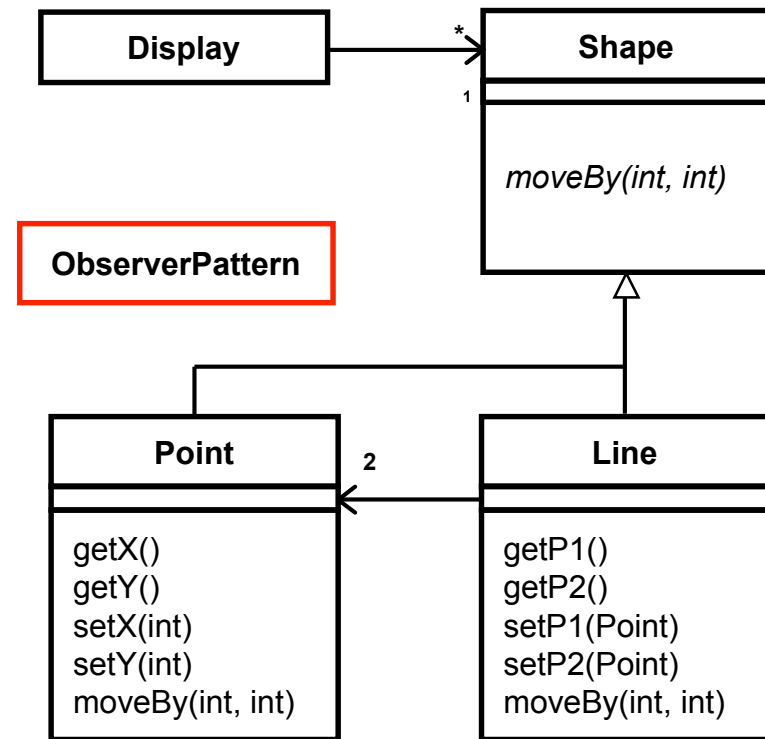 Display
*
Shape
1
moveBy(int, int)
ObserverPattern
Point
2
Line
getX()
getY()
setX(int)
setY(int)
moveBy(int, int)
getP1()
getP2()
setP1(Point)
setP2(Point)
moveBy(int, int)